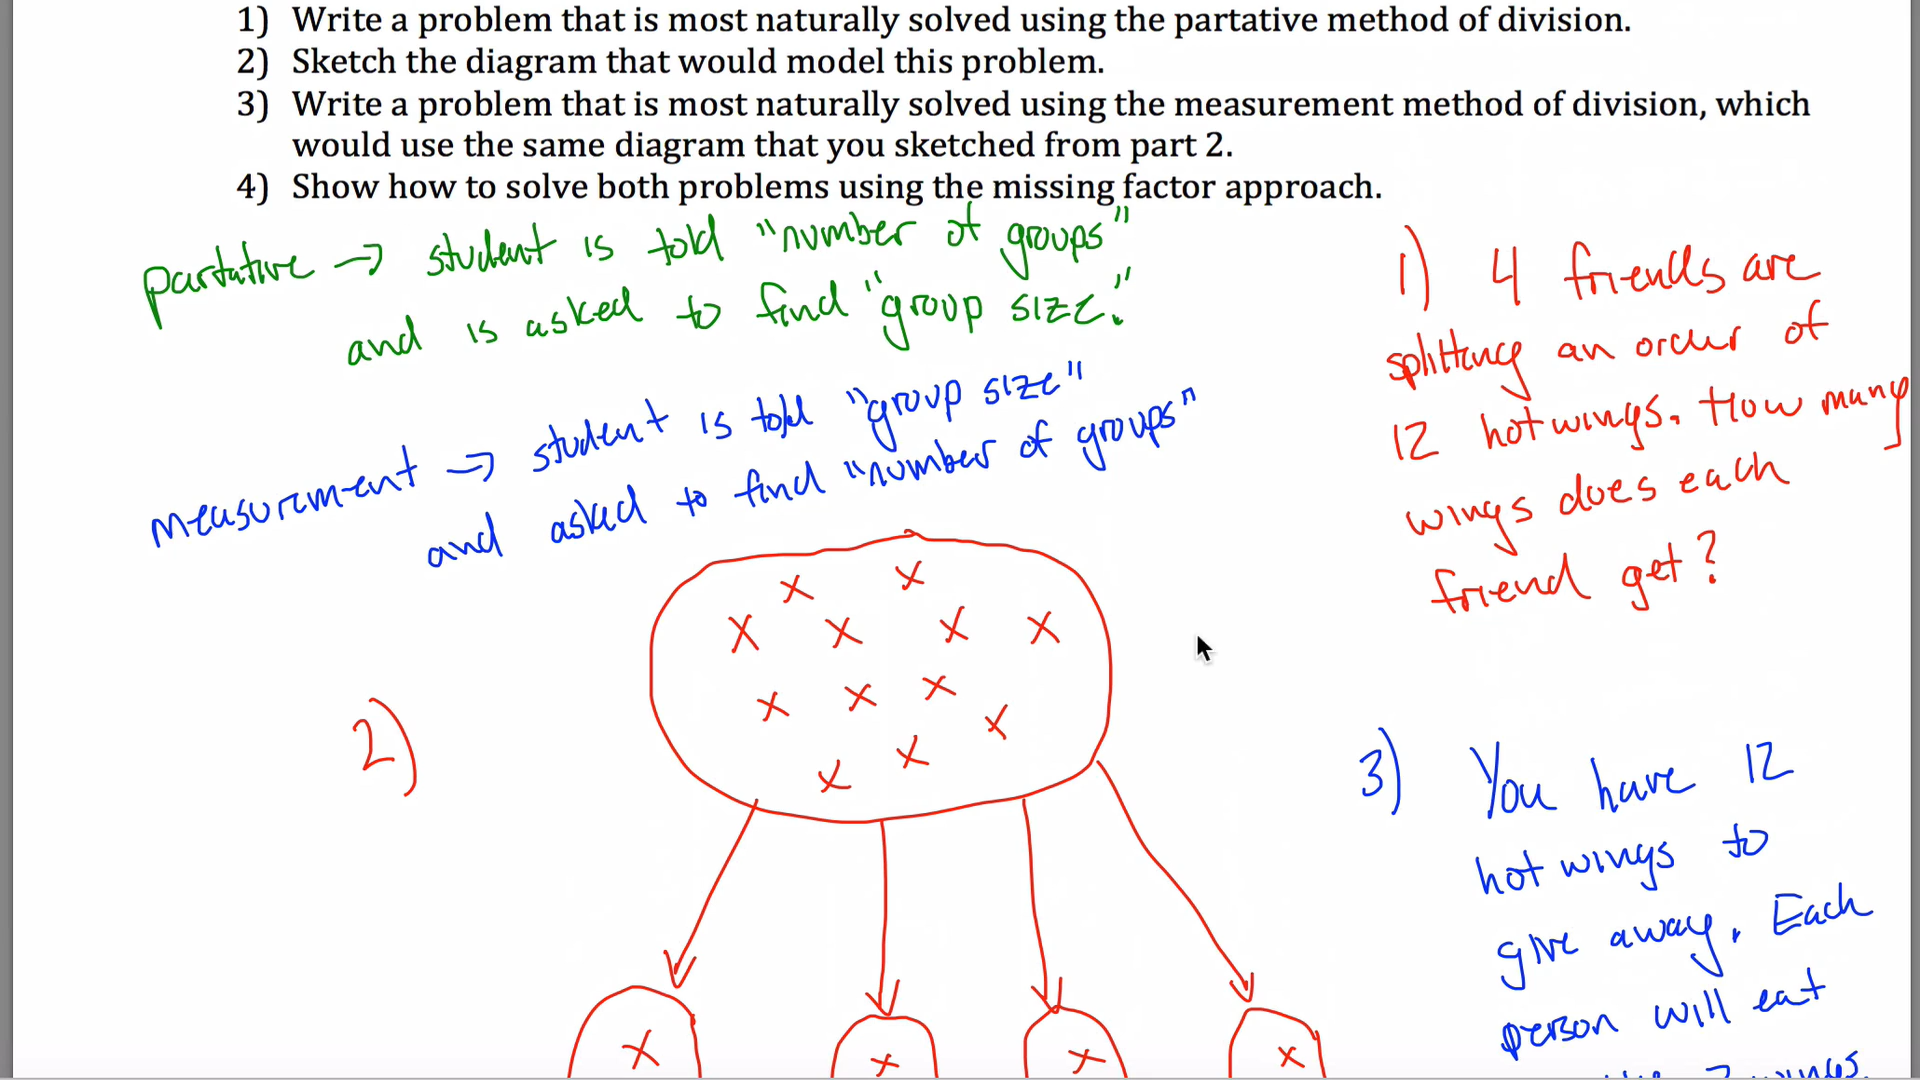 1) Write a problem that is most naturally solved using the partative method of division.
2) Sketch the diagram that would model this problem.
3) Write a problem that is most naturally solved using the measurement method of division, which
would use the same diagram that you sketched from part 2.
4) Show how to solve both problems using the missing factor approach.
partative → student is told "number of groups"
and is asked to find "group size."
measurement → student is told "group size"
and asked to find "number of groups"
1) 4 friends are
splitting an order of
12 hot wings. How many
wings does each
friend get?
2)
x x
x x x x
x x x x
x x
x x x x
3) You have 12
hot wings to
give away. Each
person will eat
wings.